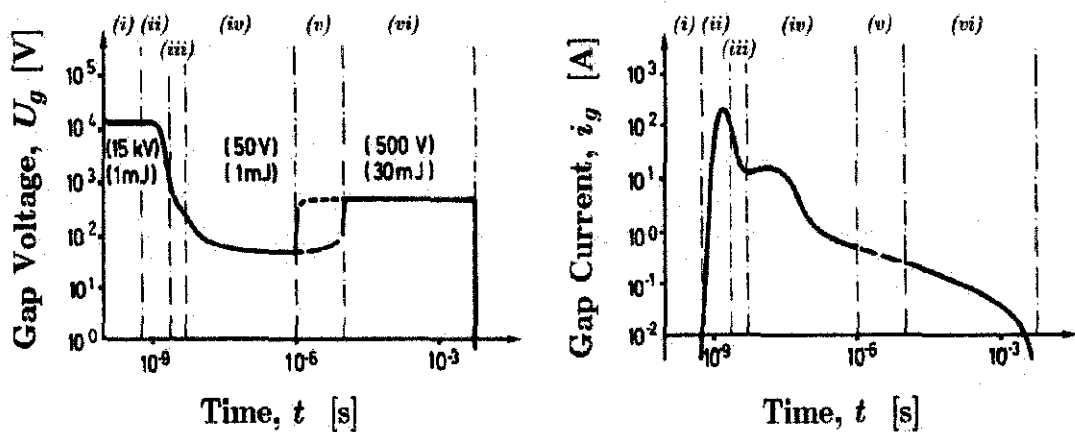 (i) (ii) (iii) (iv) (v) (vi)
Gap Voltage, U_g [V]
10^5
10^4
10^3
10^2
10^1
10^0
(15 kV)
(1mJ)
(50V)
(1mJ)
(500 V)
(30mJ)
10^-9 10^-6 10^-3
Time, t [s]
(i) (ii) (iii) (iv) (v) (vi)
Gap Current, i_g [A]
10^3
10^2
10^1
10^0
10^-1
10^-2
10^-9 10^-6 10^-3
Time, t [s]